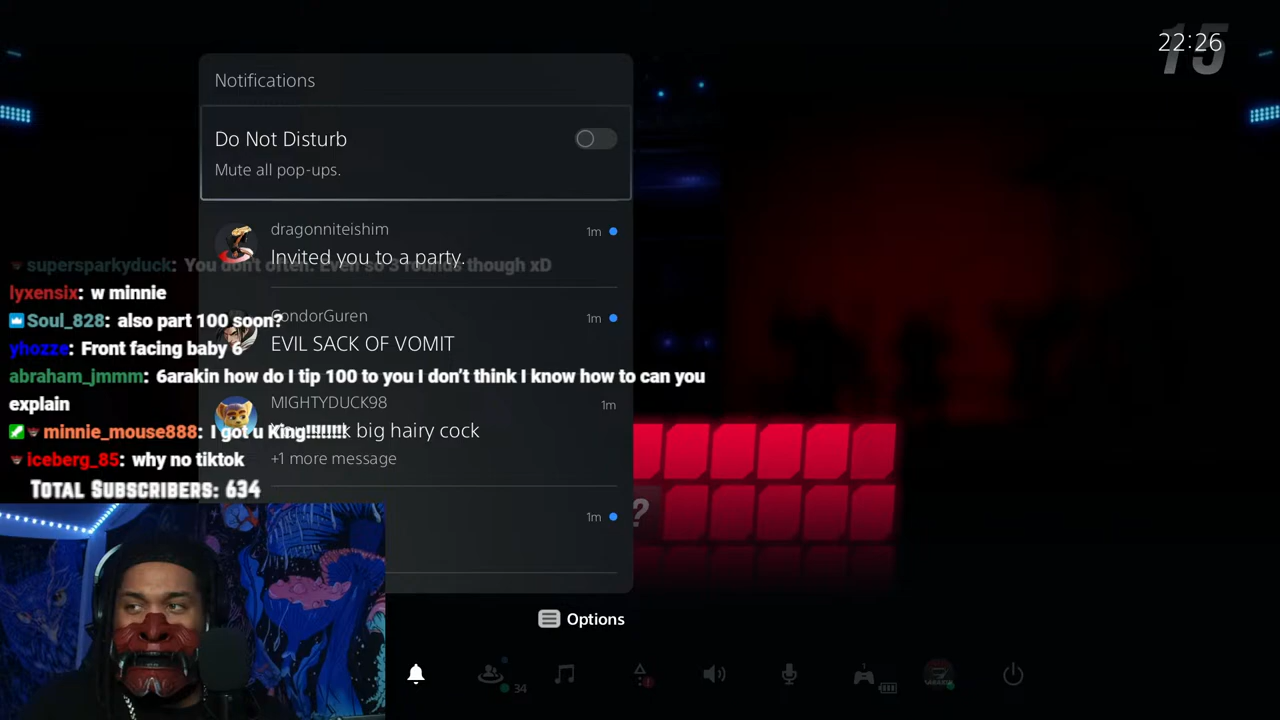 22:26
15
Notifications
Do Not Disturb
Mute all pop-ups.
dragonniteishim
1m
Invited you to a party.
supersparkyduck: You don't often. Even so 3 rounds though xD
lyxensix: w minnie
CondorGuren
1m
Soul_828: also part 100 soon?
EVIL SACK OF VOMIT
yhozze: Front facing baby 6
abraham_jmmm: 6arakin how do I tip 100 to you I don't think I know how to can you
explain
MIGHTYDUCK98
1m
big hairy cock
minnie_mouse888: I got u King!!!!!!!
+1 more message
iceberg_85: why no tiktok
TOTAL SUBSCRIBERS: 634
1m
?
Options
34